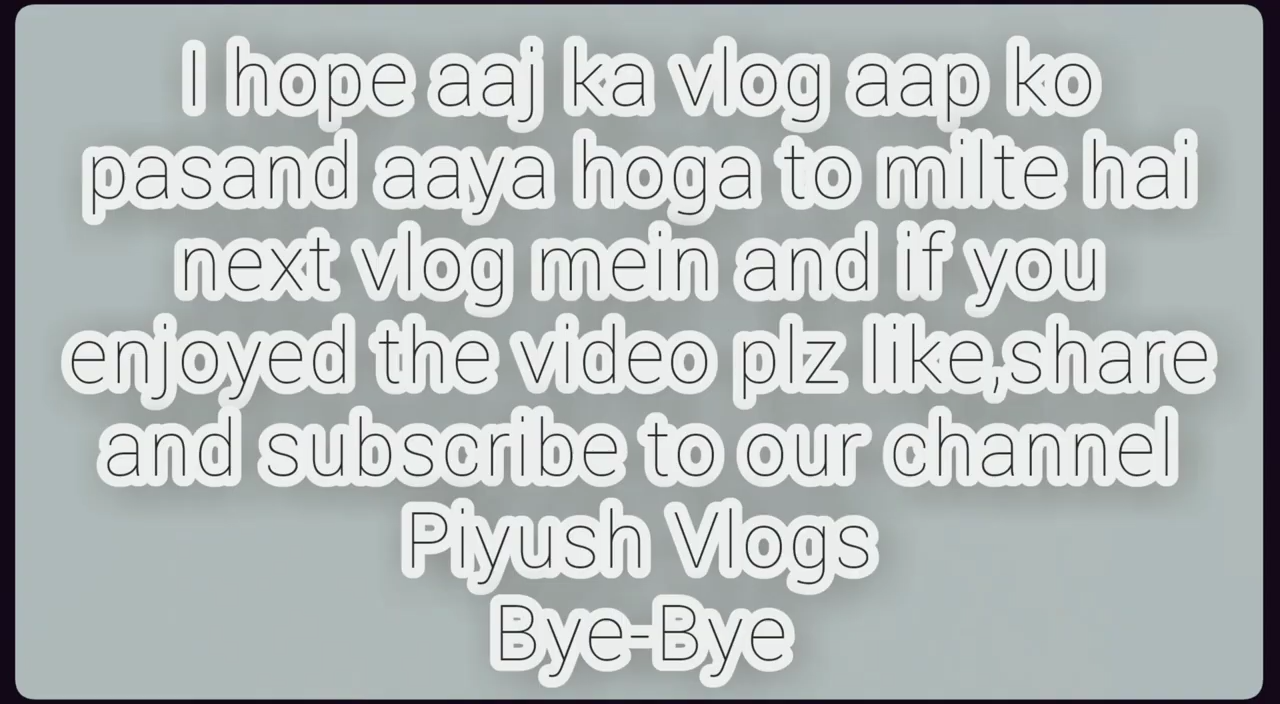 I hope aaj ka vlog aap ko
pasand aaya hoga to milte hai
next vlog mein and if you
enjoyed the video plz like,share
and subscribe to our channel
Piyush Vlogs
Bye-Bye